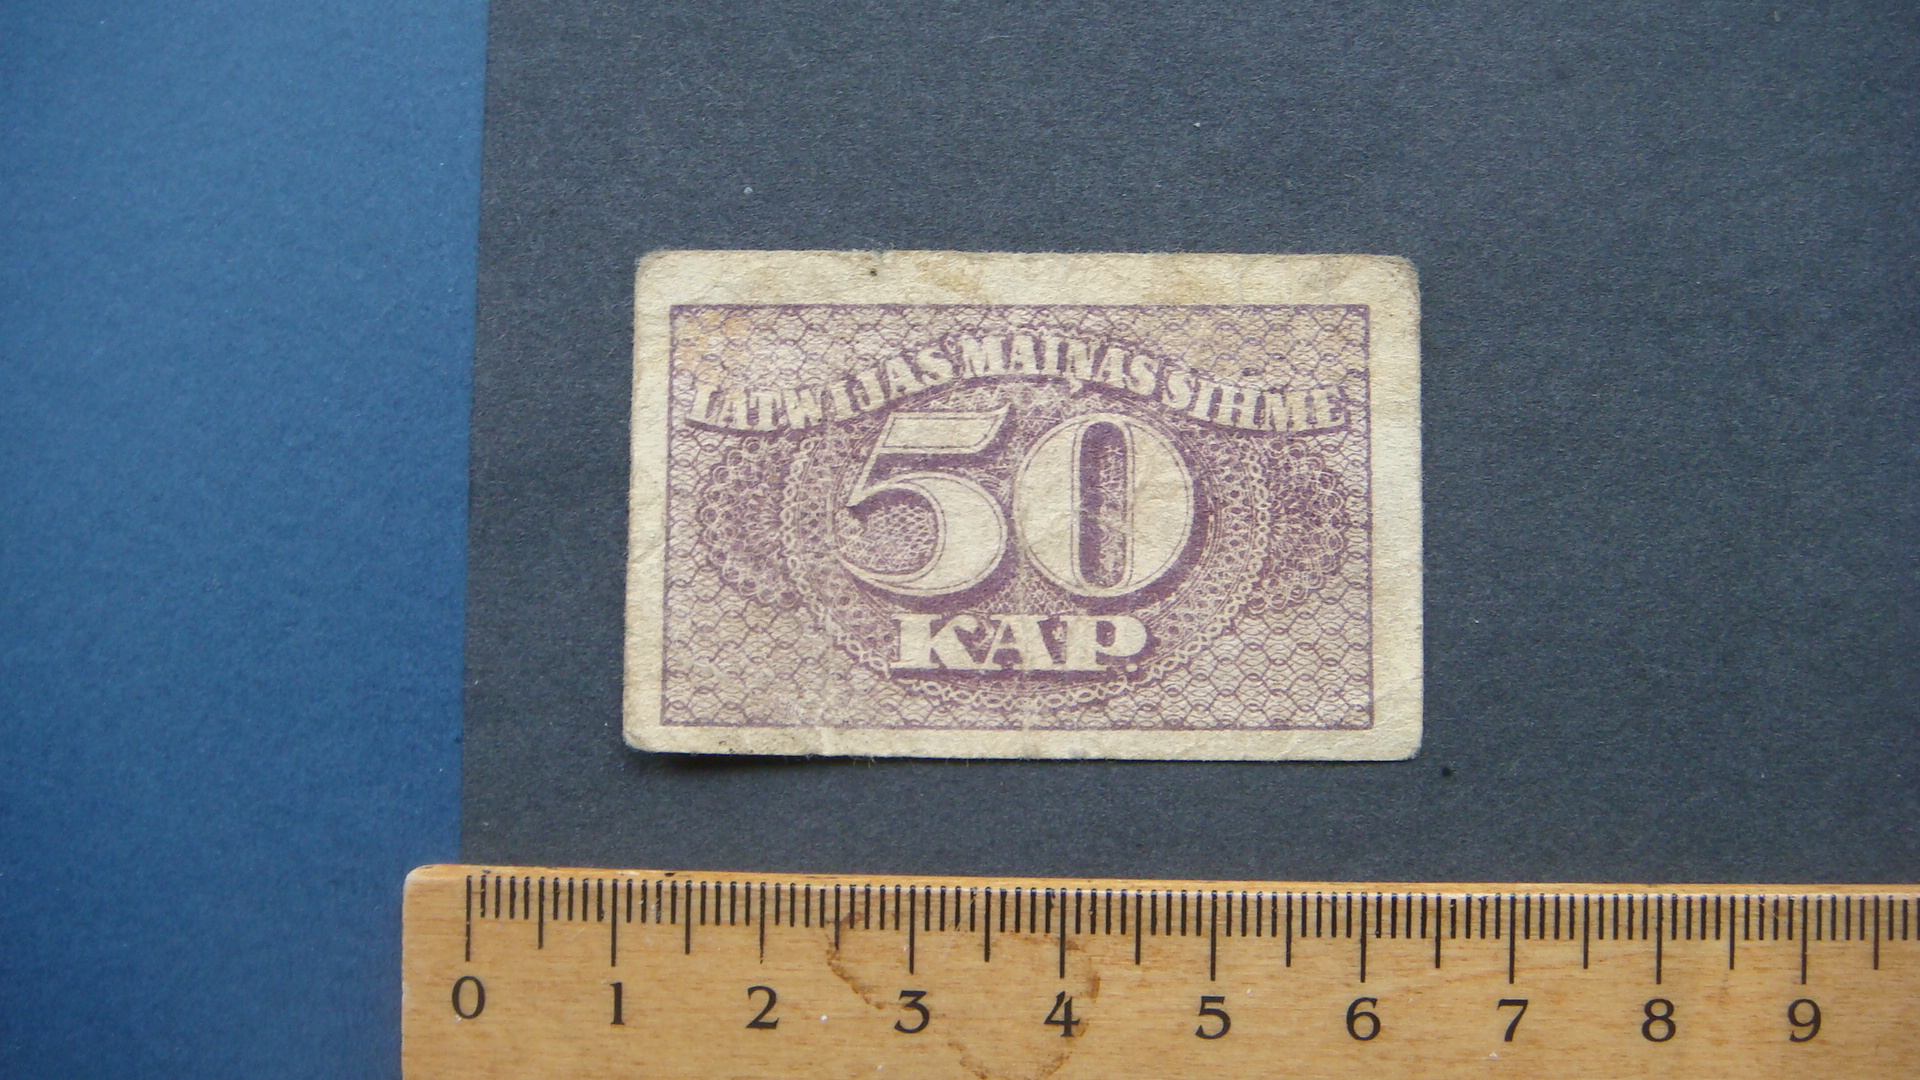 LATWIJAS MAIŅAS SIHME
50
KAP.
0 1 2 3 4 5 6 7 8 9